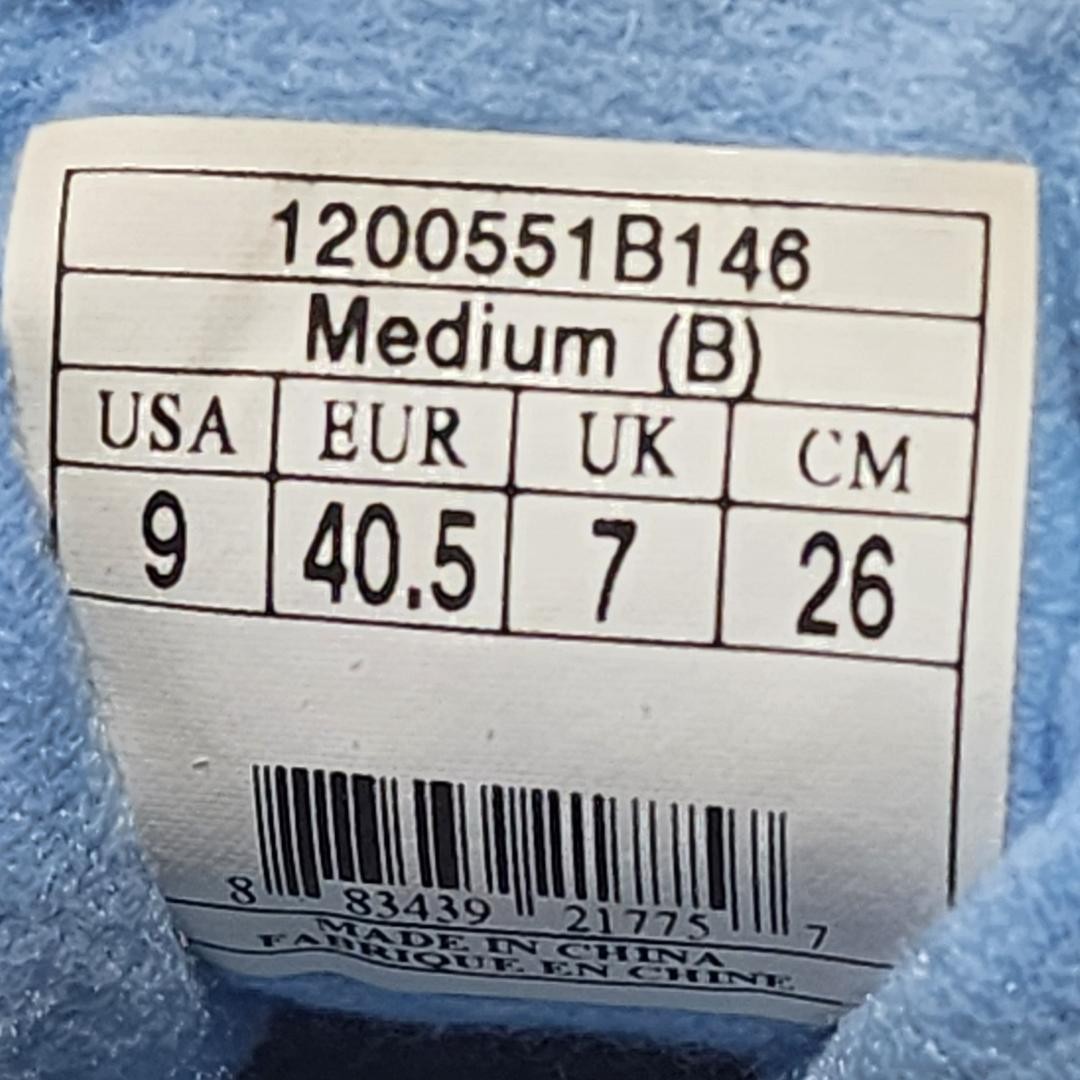 1200551B146
Medium (B)
USA EUR UK CM
9 40.5 7 26
8 83439 21775 7
MADE IN CHINA
FABRIQUE EN CHINE